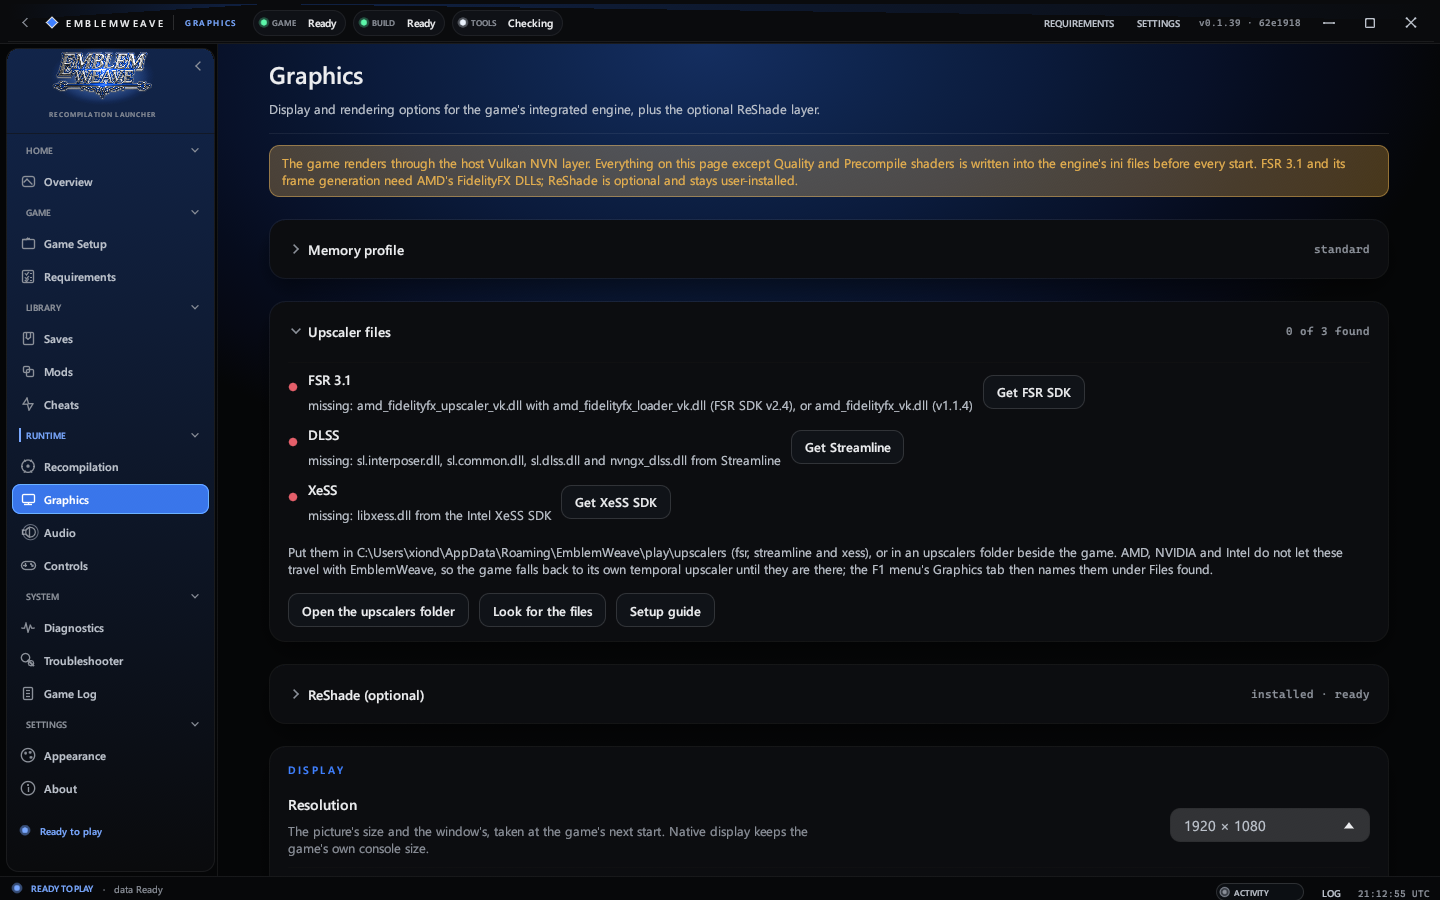 EMBLEMWEAVE GRAPHICS GAME Ready BUILD Ready TOOLS Checking REQUIREMENTS SETTINGS v0.1.39 · 62e1918
EMBLEM
WEAVE
RECOMPILATION LAUNCHER
HOME
Overview
GAME
Game Setup
Requirements
LIBRARY
Saves
Mods
Cheats
RUNTIME
Recompilation
Graphics
Audio
Controls
SYSTEM
Diagnostics
Troubleshooter
Game Log
SETTINGS
Appearance
About
Ready to play
Graphics
Display and rendering options for the game's integrated engine, plus the optional ReShade layer.
The game renders through the host Vulkan NVN layer. Everything on this page except Quality and Precompile shaders is written into the engine's ini files before every start. FSR 3.1 and its
frame generation need AMD's FidelityFX DLLs; ReShade is optional and stays user-installed.
Memory profile standard
Upscaler files 0 of 3 found
FSR 3.1
missing: amd_fidelityfx_upscaler_vk.dll with amd_fidelityfx_loader_vk.dll (FSR SDK v2.4), or amd_fidelityfx_vk.dll (v1.1.4) Get FSR SDK
DLSS
missing: sl.interposer.dll, sl.common.dll, sl.dlss.dll and nvngx_dlss.dll from Streamline Get Streamline
XeSS
missing: libxess.dll from the Intel XeSS SDK Get XeSS SDK
Put them in C:\Users\xiond\AppData\Roaming\EmblemWeave\play\upscalers (fsr, streamline and xess), or in an upscalers folder beside the game. AMD, NVIDIA and Intel do not let these
travel with EmblemWeave, so the game falls back to its own temporal upscaler until they are there; the F1 menu's Graphics tab then names them under Files found.
Open the upscalers folder Look for the files Setup guide
ReShade (optional) installed · ready
DISPLAY
Resolution
The picture's size and the window's, taken at the game's next start. Native display keeps the
game's own console size.
1920 × 1080
READY TO PLAY · data Ready ACTIVITY LOG 21:12:55 UTC